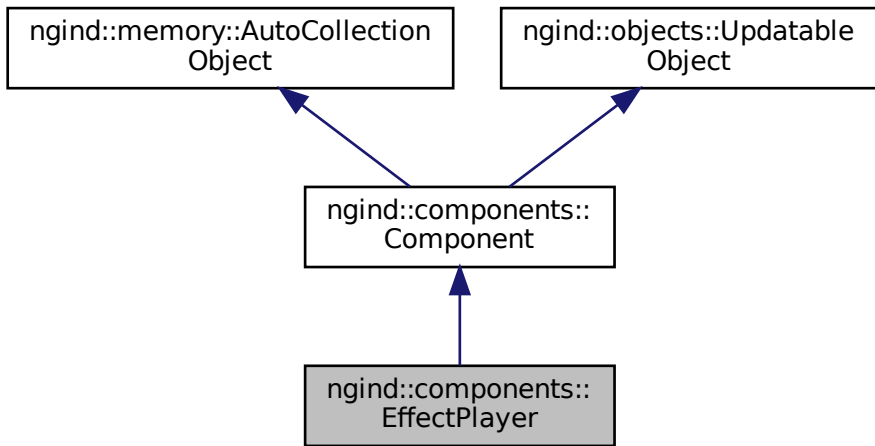 ngind::memory::AutoCollection
Object
ngind::objects::Updatable
Object
ngind::components::
Component
ngind::components::
EffectPlayer